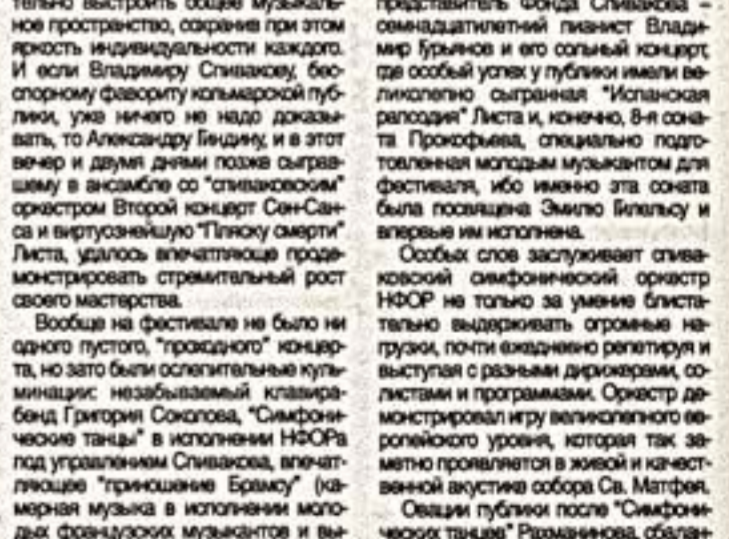 тельно выстроить общее музыкаль-
ное пространство, сохранив при этом
яркость индивидуальности каждого.
И если Владимиру Спивакову, бес-
спорному фавориту кольмарской пуб-
лики, уже ничего не надо доказы-
вать, то Александру Гиндину, и в этот
вечер и двумя днями позже сыграв-
шему в ансамбле со "спиваковским"
оркестром Второй концерт Сен-Сан-
са и виртуознейшую "Пляску смерти"
Листа, удалось впечатляюще проде-
монстрировать стремительный рост
своего мастерства.
Вообще на фестивале не было ни
одного пустого, "проходного" концер-
та, но зато были ослепительные куль-
минации: незабываемый клавира-
бенд Григория Соколова, "Симфони-
ческие танцы" в исполнении НФОРа
под управлением Спивакова, впечат-
ляющее "приношение Брамсу" (ка-
мерная музыка в исполнении моло-
дых французских музыкантов и вы-
представитель Фонда Спивакова –
семнадцатилетний пианист Влади-
мир Гурьянов и его сольный концерт,
где особый успех у публики имели ве-
ликолепно сыгранная "Испанская
рапсодия" Листа и, конечно, 8-я сона-
та Прокофьева, специально подго-
товленная молодым музыкантом для
фестиваля, ибо именно эта соната
была посвящена Эмилю Гилельсу и
впервые им исполнена.
Особых слов заслуживает спива-
ковский симфонический оркестр
НФОР не только за умение блиста-
тельно выдерживать огромные на-
грузки, почти ежедневно репетируя и
выступая с разными дирижерами, со-
листами и программами. Оркестр де-
монстрировал игру великолепного ев-
ропейского уровня, которая так за-
метно проявляется в живой и качест-
венной акустике собора Св. Матфея.
Овации публики после "Симфони-
ческих танцев" Рахманинова, сбалан-